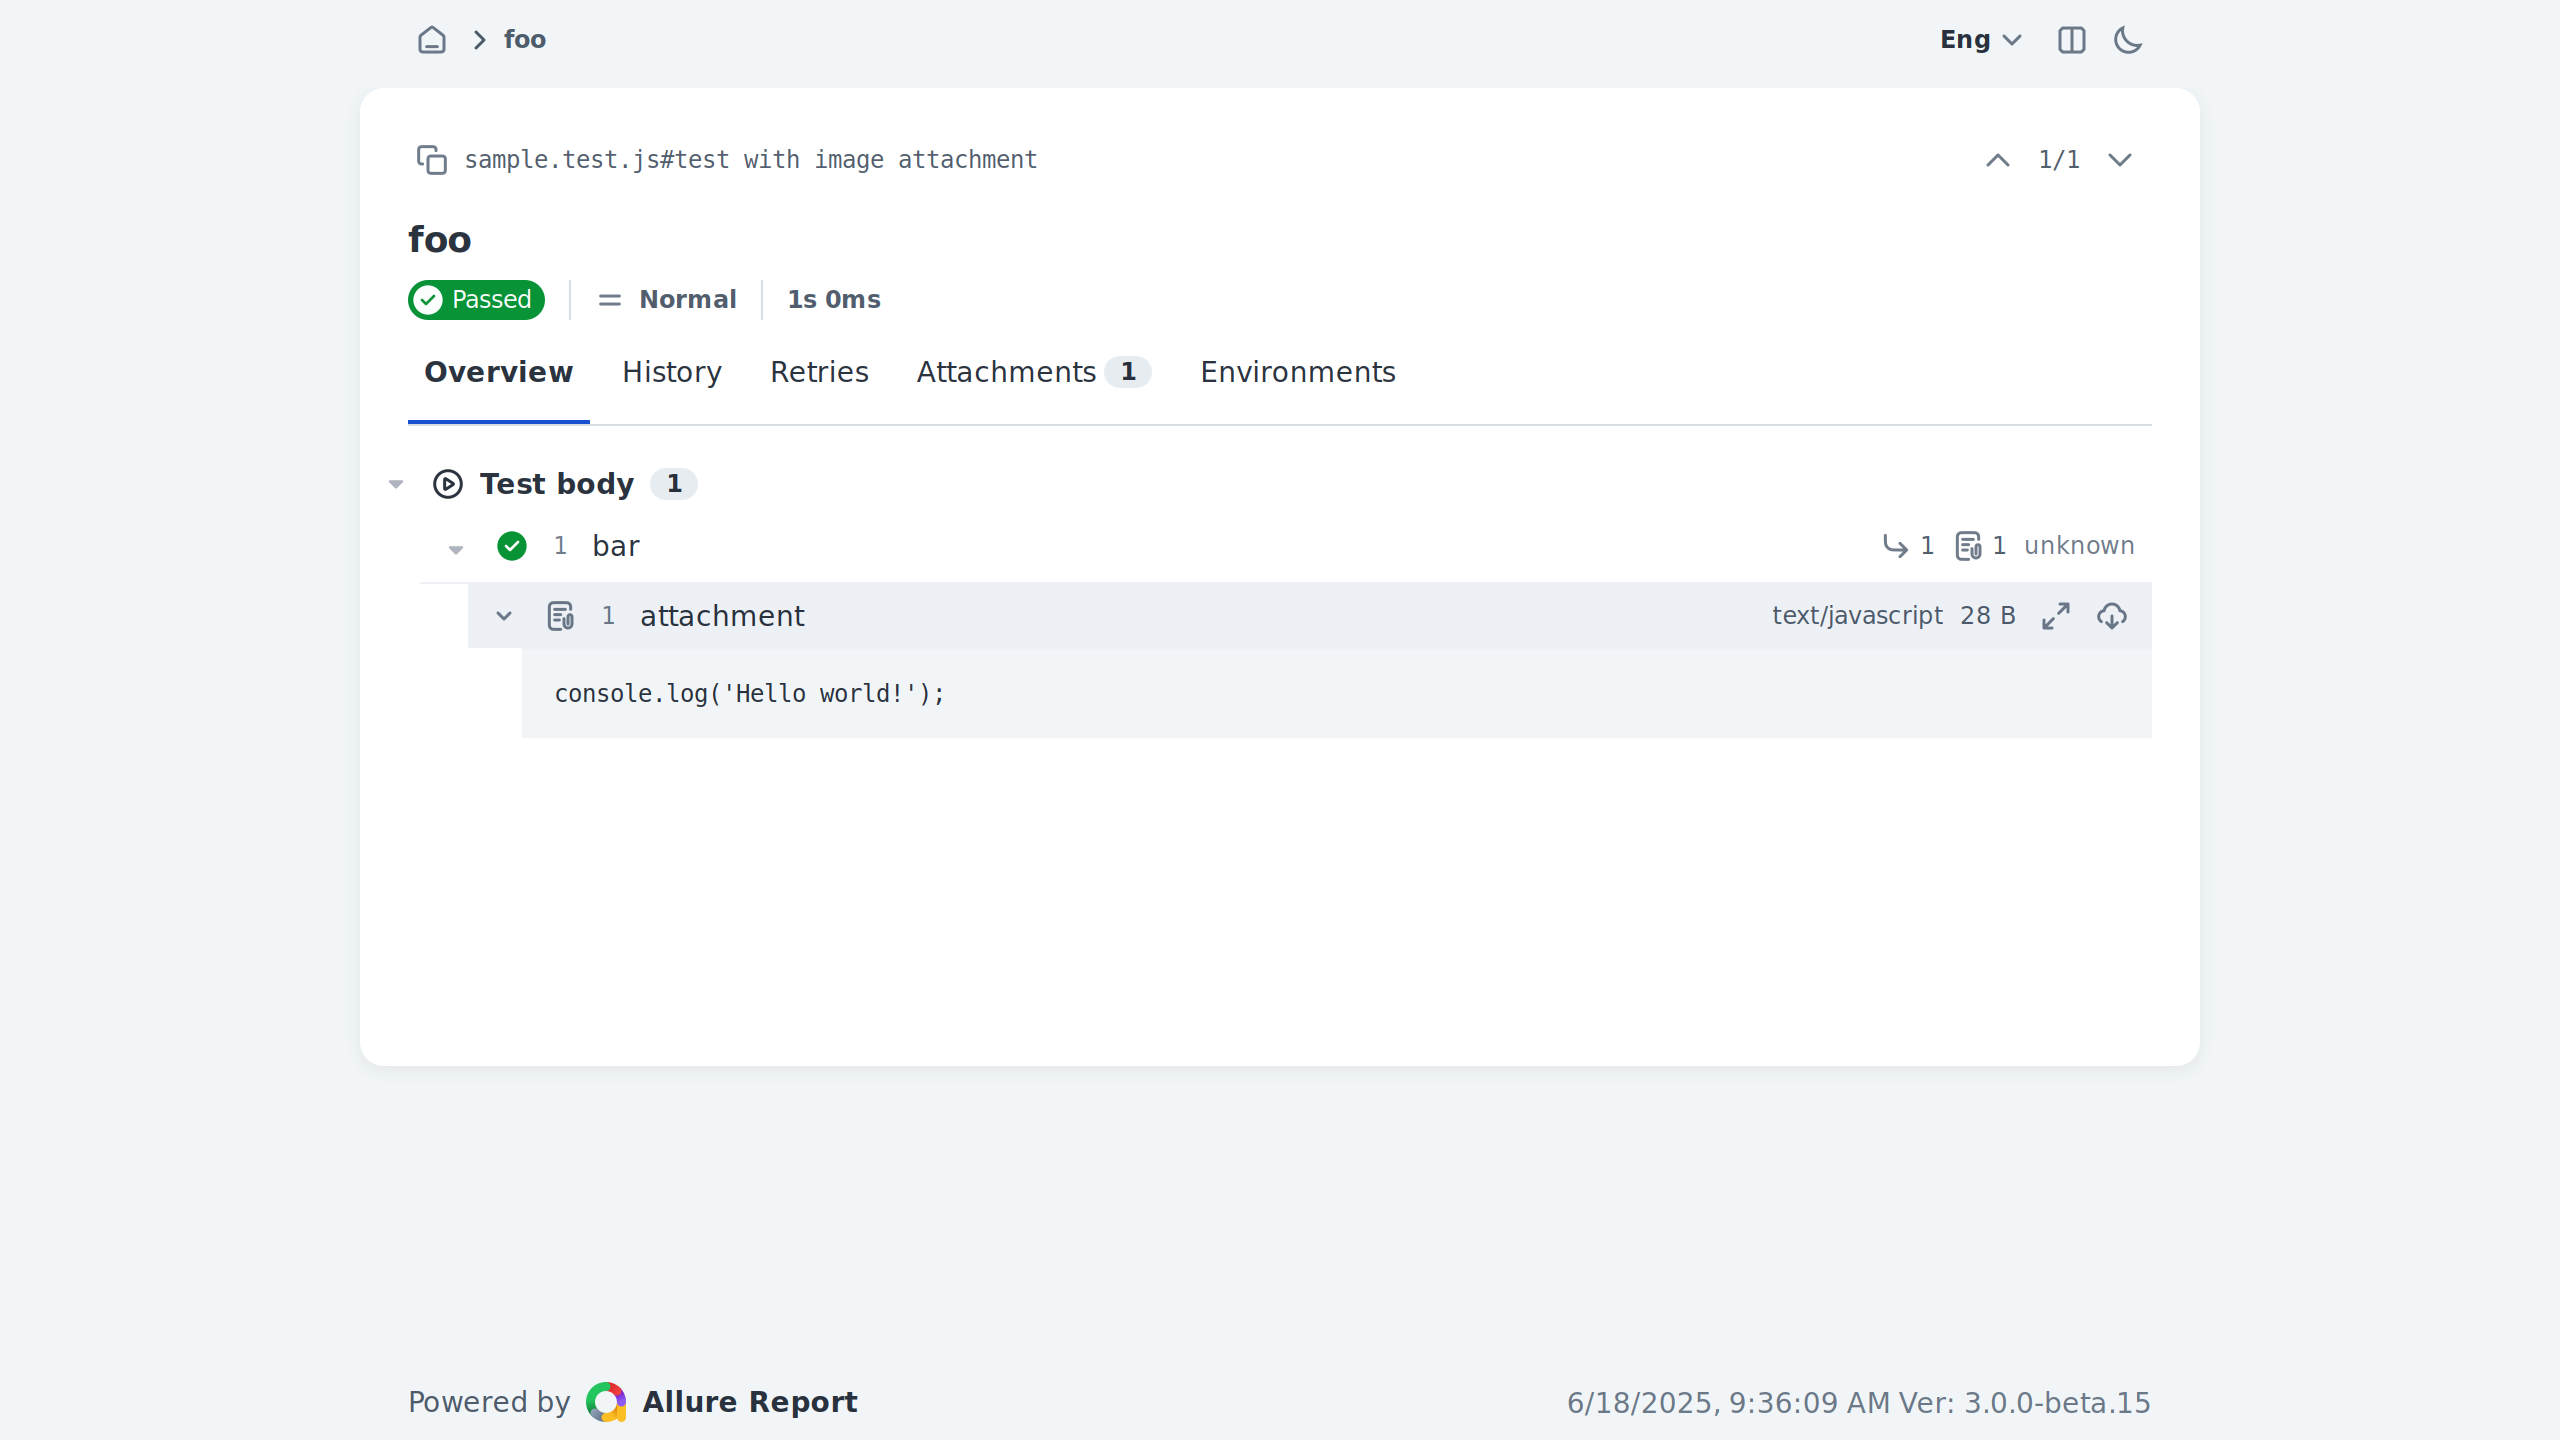 foo
Eng
sample.test.js#test with image attachment
1/1
foo
Passed
Normal
1s 0ms
Overview
History
Retries
Attachments 1
Environments
Test body 1
1 bar
1
1
unknown
1 attachment
text/javascript 28 B
console.log('Hello world!');
Powered by Allure Report
6/18/2025, 9:36:09 AM Ver: 3.0.0-beta.15